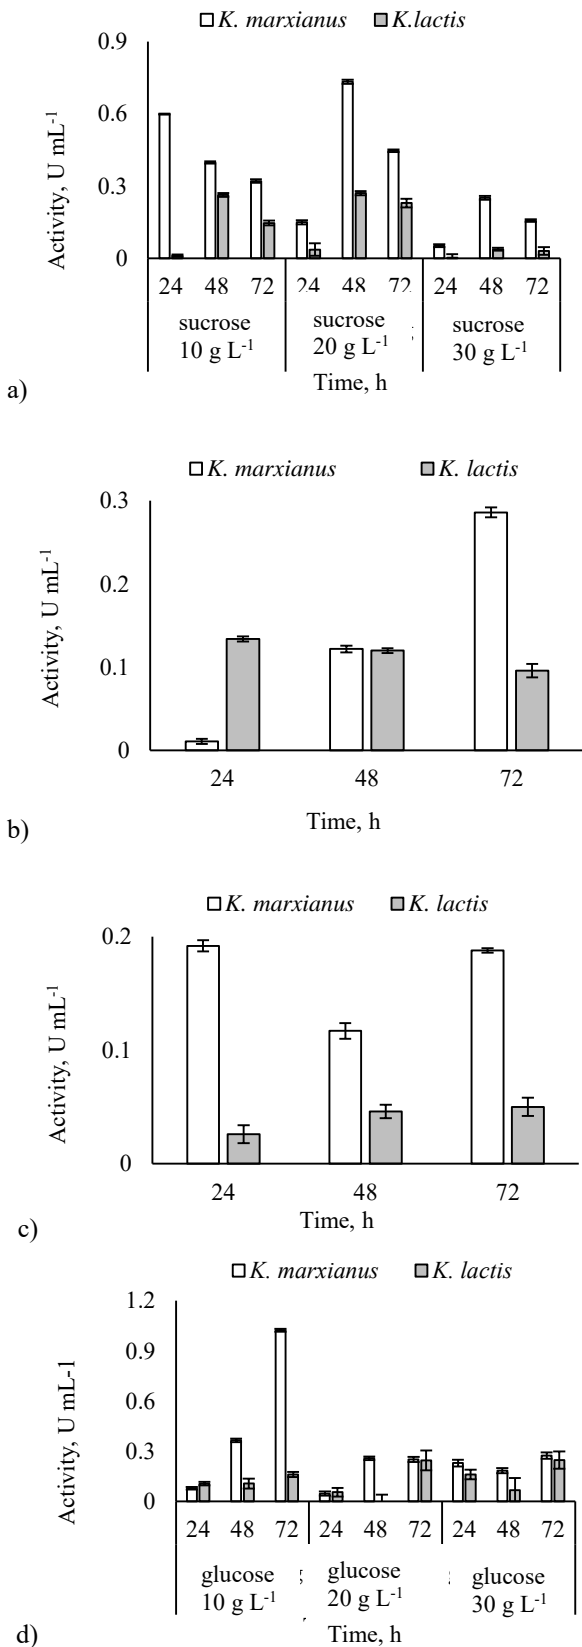 K. marxianus K.lactis
0.9
0.6
0.3
0
Activity, U mL-1
24 48 72 24 48 72 24 48 72
sucrose 10 g L-1
sucrose 20 g L-1
sucrose 30 g L-1
Time, h
a)
K. marxianus K. lactis
0.3
0.2
0.1
0
Activity, U mL-1
24 48 72
Time, h
b)
K. marxianus K. lactis
0.2
0.1
0
Activity, U mL-1
24 48 72
Time, h
c)
K. marxianus K. lactis
1.2
0.9
0.6
0.3
0
Activity, U mL-1
24 48 72 24 48 72 24 48 72
glucose 10 g L-1
glucose 20 g L-1
glucose 30 g L-1
Time, h
d)